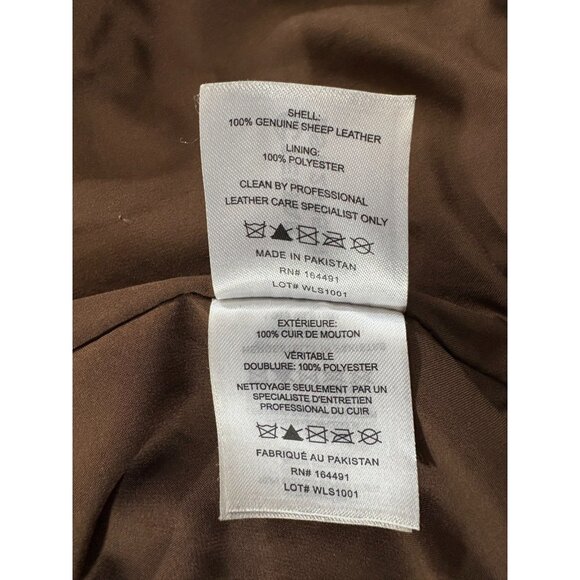 SHELL:
100% GENUINE SHEEP LEATHER
LINING:
100% POLYESTER
CLEAN BY PROFESSIONAL
LEATHER CARE SPECIALIST ONLY
MADE IN PAKISTAN
RN# 164491
LOT# WLS1001
EXTÉRIEURE:
100% CUIR DE MOUTON
VÉRITABLE
DOUBLURE: 100% POLYESTER
NETTOYAGE SEULEMENT PAR UN
SPECIALISTE D'ENTRETIEN
PROFESSIONAL DU CUIR
FABRIQUÉ AU PAKISTAN
RN# 164491
LOT# WLS1001